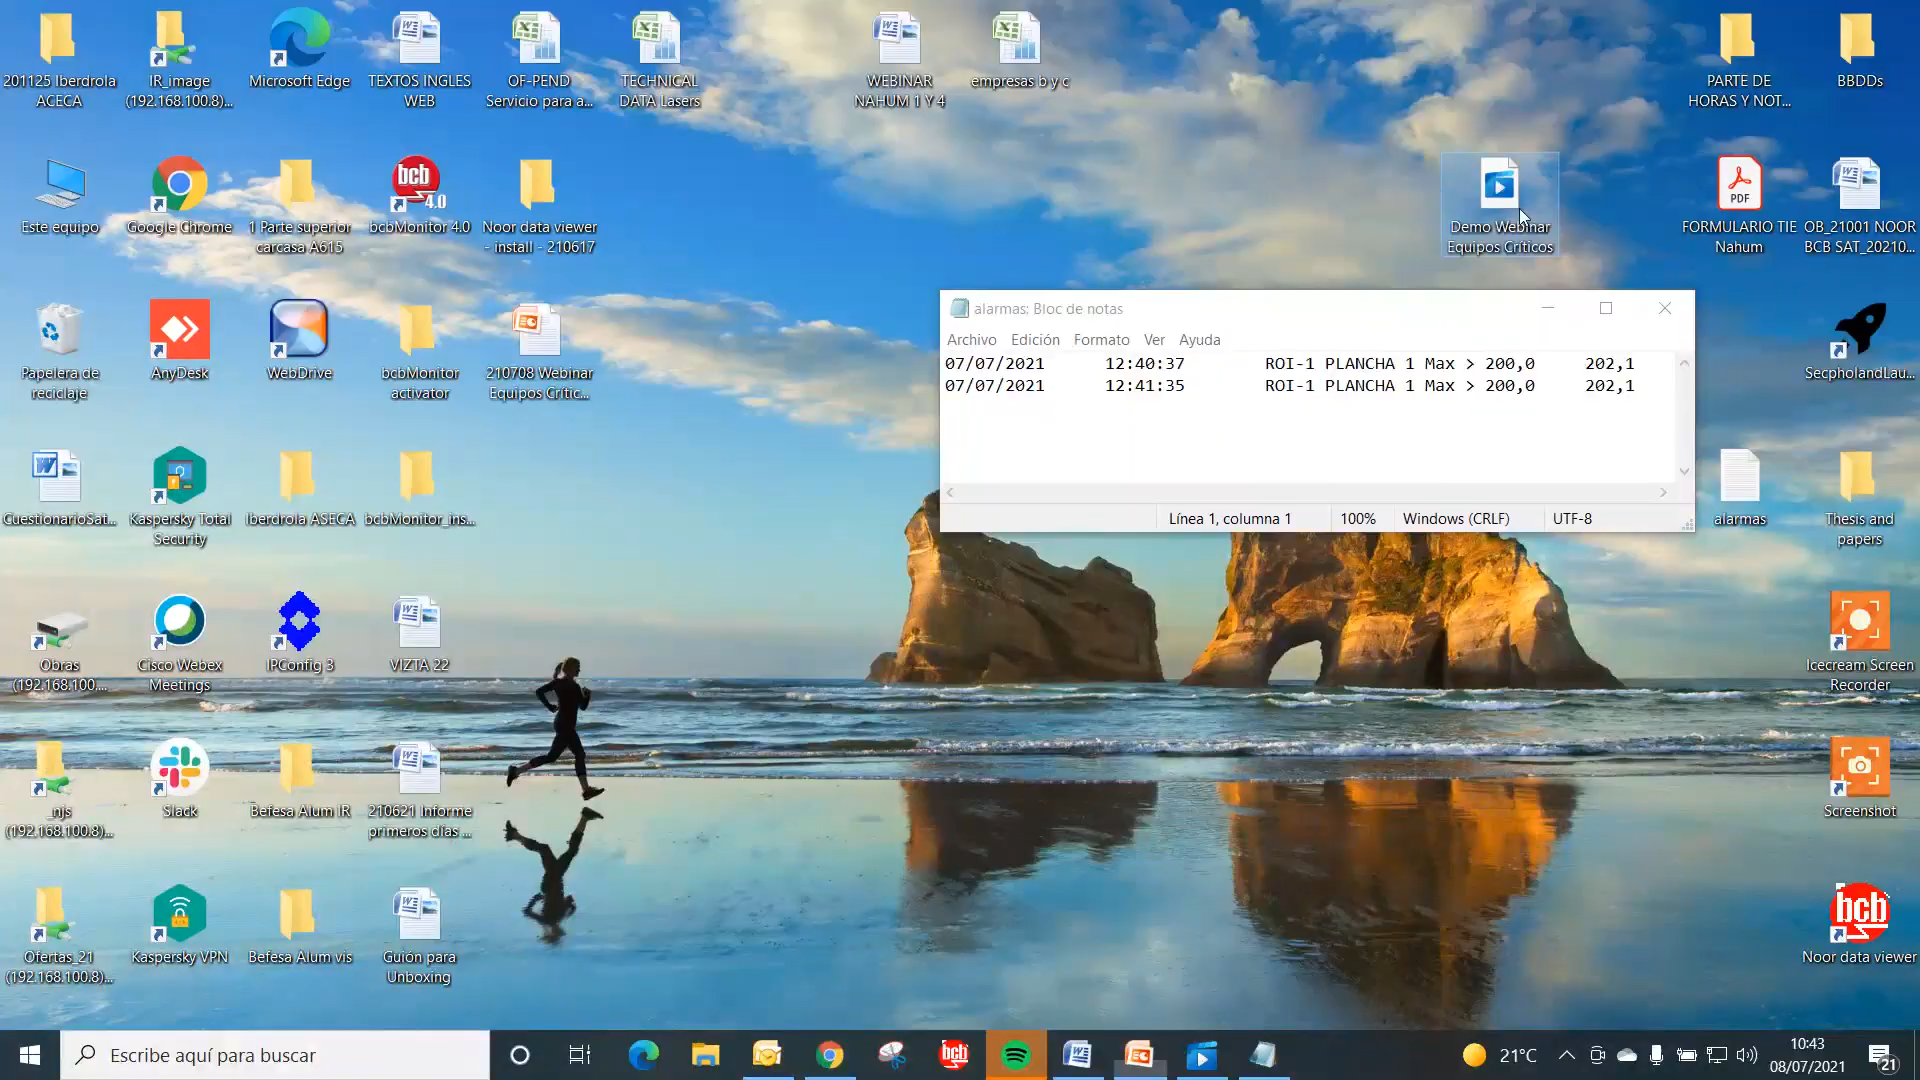 201125 Iberdrola
ACECA
IR_image
(192.168.100.8)...
Microsoft Edge
TEXTOS INGLES
WEB
OF-PEND
Servicio para a...
TECHNICAL
DATA Lasers
WEBINAR
NAHUM 1 Y 4
empresas b y c
PARTE DE
HORAS Y NOT...
BBDDs
Este equipo
Google Chrome
1 Parte superior
carcasa A615
bcb
4.0
bcbMonitor 4.0
Noor data viewer
- install - 210617
Demo Webinar
Equipos Críticos
PDF
FORMULARIO TIE
Nahum
OB_21001 NOOR
BCB SAT_20210...
alarmas: Bloc de notas
Archivo Edición Formato Ver Ayuda
07/07/2021 12:40:37 ROI-1 PLANCHA 1 Max > 200,0 202,1
07/07/2021 12:41:35 ROI-1 PLANCHA 1 Max > 200,0 202,1
Línea 1, columna 1 100% Windows (CRLF) UTF-8
Papelera de
reciclaje
AnyDesk
WebDrive
bcbMonitor
activator
210708 Webinar
Equipos Crític...
SecpholandLau...
CuestionarioSat...
Kaspersky Total
Security
Iberdrola ASECA
bcbMonitor_ins...
alarmas
Thesis and
papers
Obras
(192.168.100....
Cisco Webex
Meetings
IPConfig 3
VIZTA 22
Icecream Screen
Recorder
_njs
(192.168.100.8)...
Slack
Befesa Alum IR
210621 Informe
primeros días ...
Screenshot
Ofertas_21
(192.168.100.8)...
Kaspersky VPN
Befesa Alum vis
Guión para
Unboxing
bcb
Noor data viewer
Escribe aquí para buscar
bcb
21°C
10:43
08/07/2021
21